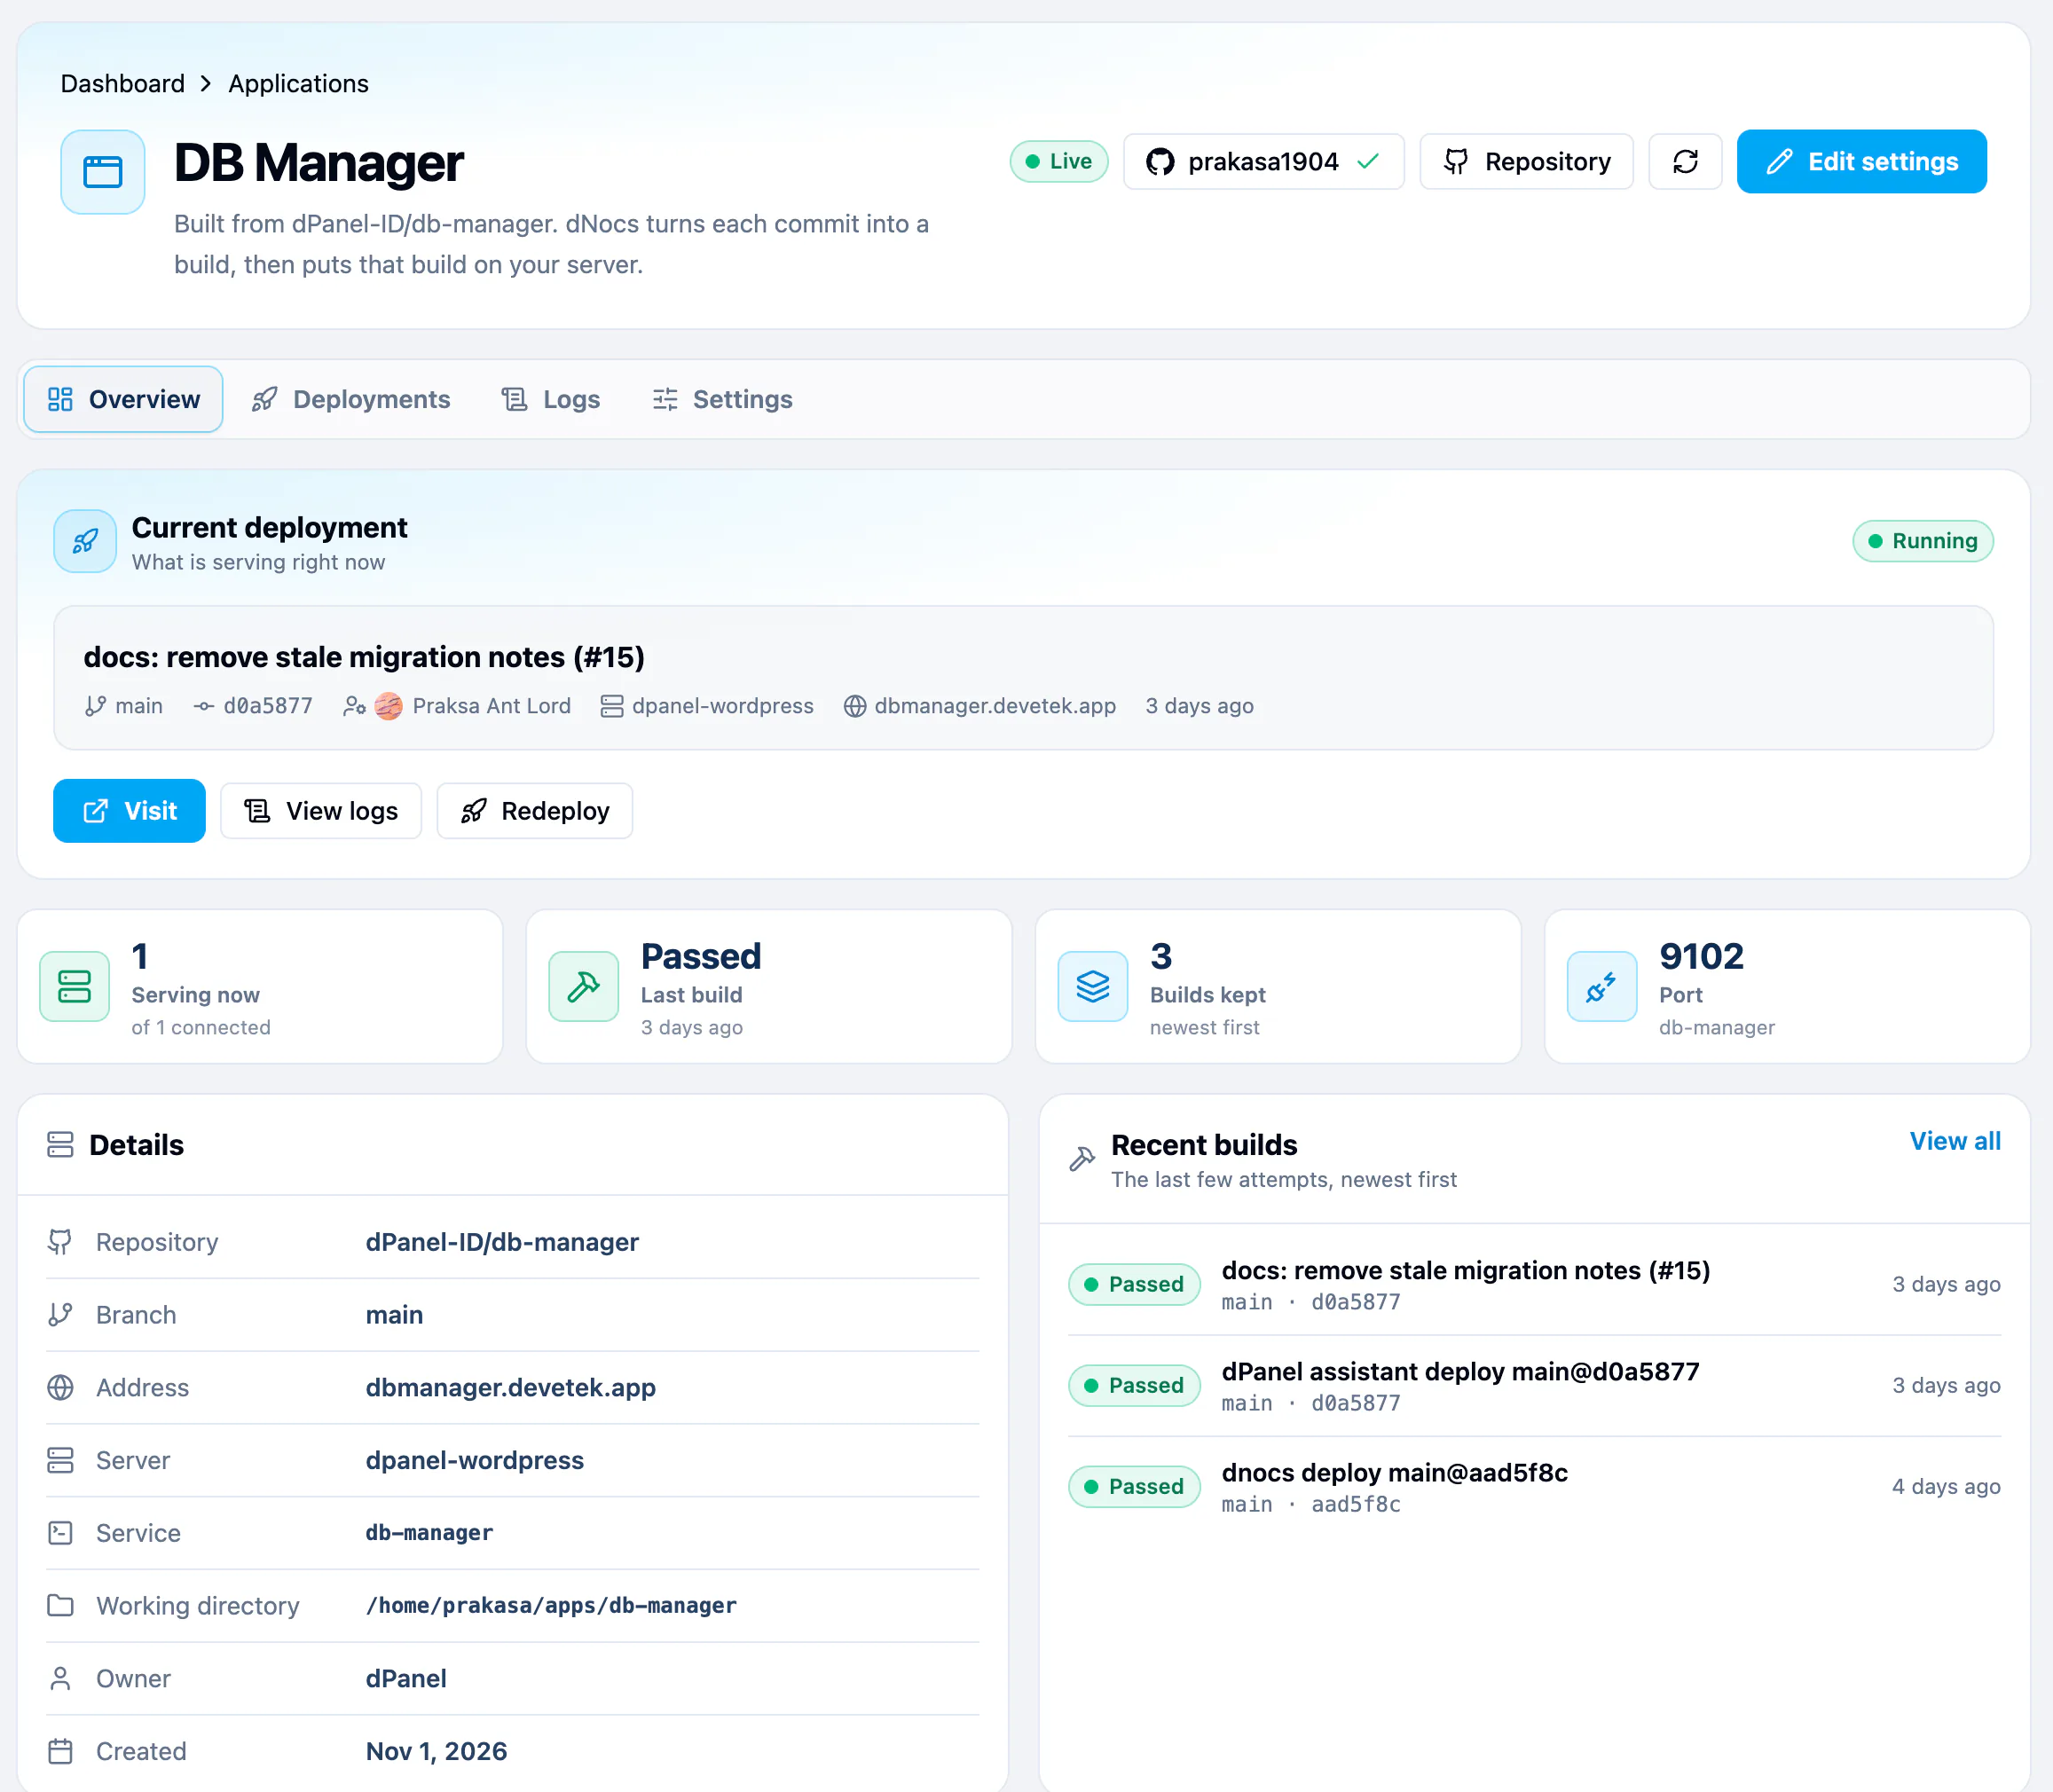 Dashboard > Applications
DB Manager
Built from dPanel-ID/db-manager. dNocs turns each commit into a
build, then puts that build on your server.
Live
prakasa1904
Repository
Edit settings
Overview
Deployments
Logs
Settings
Current deployment
What is serving right now
Running
docs: remove stale migration notes (#15)
main d0a5877 Praksa Ant Lord dpanel-wordpress dbmanager.devetek.app 3 days ago
Visit
View logs
Redeploy
1
Serving now
of 1 connected
Passed
Last build
3 days ago
3
Builds kept
newest first
9102
Port
db-manager
Details
Repository dPanel-ID/db-manager
Branch main
Address dbmanager.devetek.app
Server dpanel-wordpress
Service db-manager
Working directory /home/prakasa/apps/db-manager
Owner dPanel
Created Nov 1, 2026
Recent builds
The last few attempts, newest first
View all
Passed
docs: remove stale migration notes (#15)
main · d0a5877
3 days ago
Passed
dPanel assistant deploy main@d0a5877
main · d0a5877
3 days ago
Passed
dnocs deploy main@aad5f8c
main · aad5f8c
4 days ago